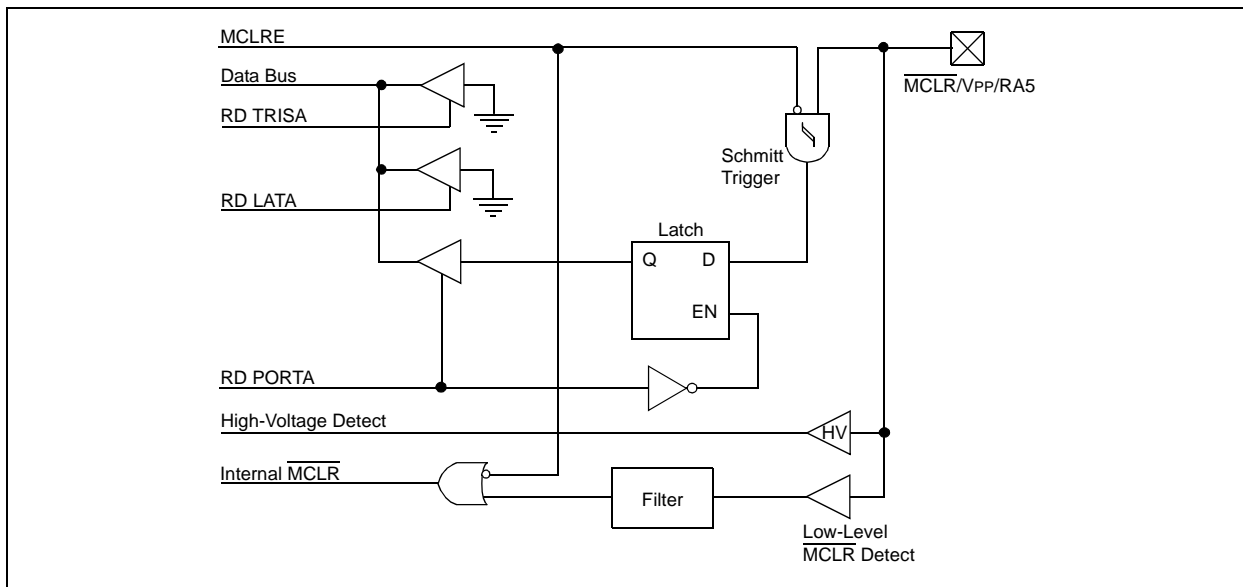 MCLRE
Data Bus
RD TRISA
MCLR/VPP/RA5
Schmitt
Trigger
RD LATA
Latch
Q D
EN
RD PORTA
High-Voltage Detect
HV
Internal MCLR
Filter
Low-Level
MCLR Detect